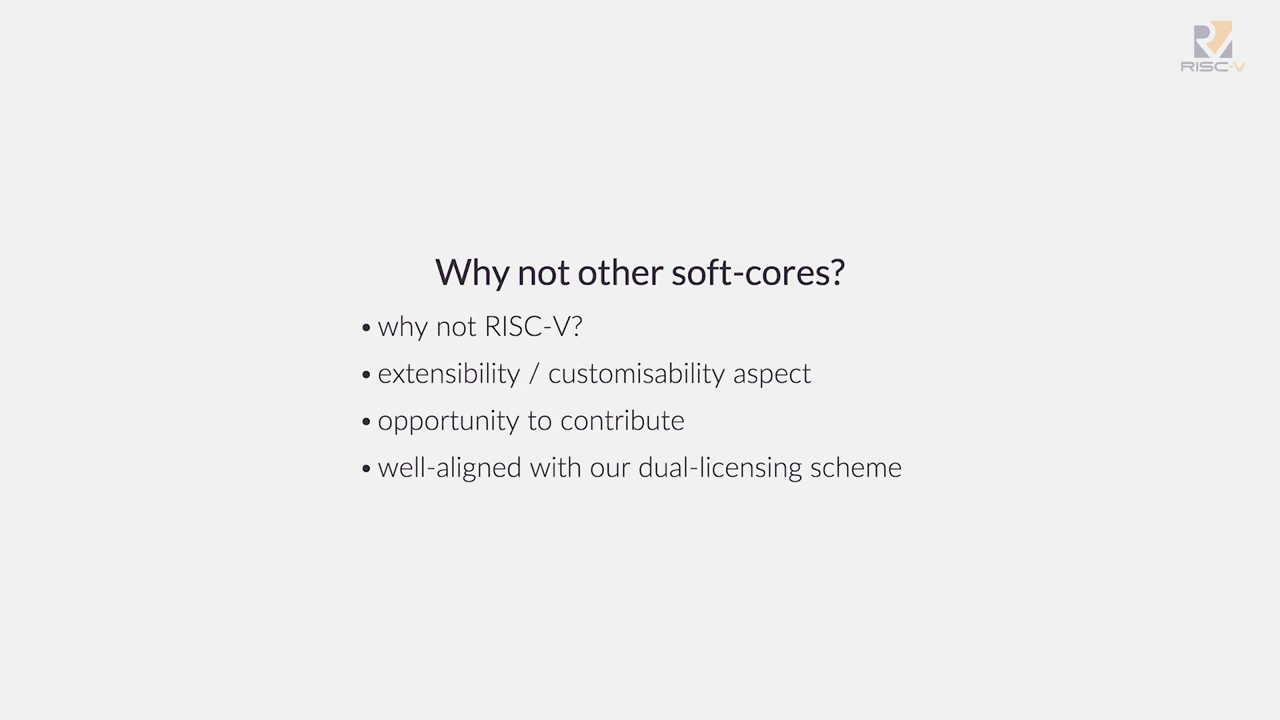 RISC-V
Why not other soft-cores?
• why not RISC-V?
• extensibility / customisability aspect
• opportunity to contribute
• well-aligned with our dual-licensing scheme